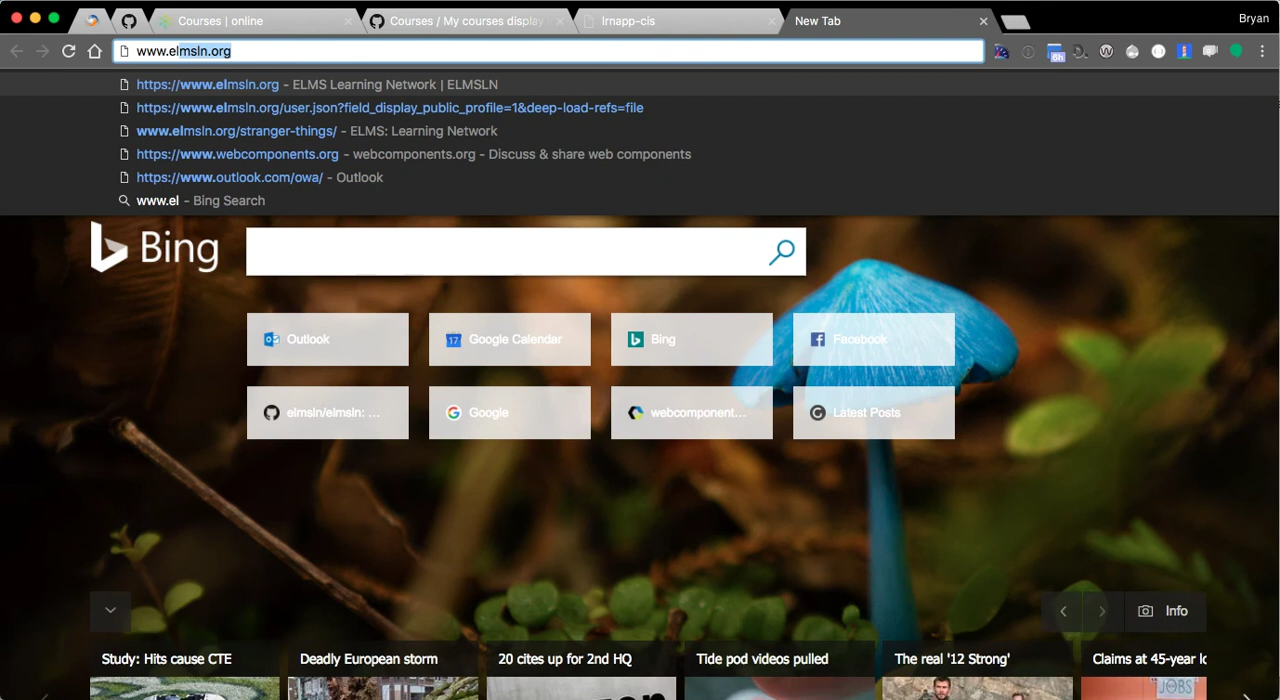 Courses | online
Courses / My courses display
lrnapp-cis
New Tab
Bryan
www.elmsln.org
6h
https://www.elmsln.org - ELMS Learning Network | ELMSLN
https://www.elmsln.org/user.json?field_display_public_profile=1&deep-load-refs=file
www.elmsln.org/stranger-things/ - ELMS: Learning Network
https://www.webcomponents.org - webcomponents.org - Discuss & share web components
https://www.outlook.com/owa/ - Outlook
www.el - Bing Search
Bing
Outlook
17 Google Calendar
Bing
Facebook
elmsln/elmsln: ...
Google
webcomponent...
Latest Posts
Info
Study: Hits cause CTE
Deadly European storm
20 cites up for 2nd HQ
Tide pod videos pulled
The real '12 Strong'
Claims at 45-year lo
JOBS